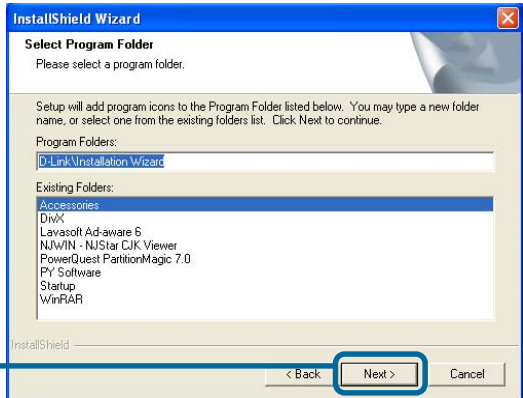 InstallShield Wizard
Select Program Folder
Please select a program folder.
Setup will add program icons to the Program Folder listed below. You may type a new folder
name, or select one from the existing folders list. Click Next to continue.
Program Folders:
D-Link\Installation Wizard
Existing Folders:
Accessories
DivX
Lavasoft Ad-aware 6
NJWIN - NJStar CJK Viewer
PowerQuest PartitionMagic 7.0
PY Software
Startup
WinRAR
InstallShield
< Back
Next >
Cancel